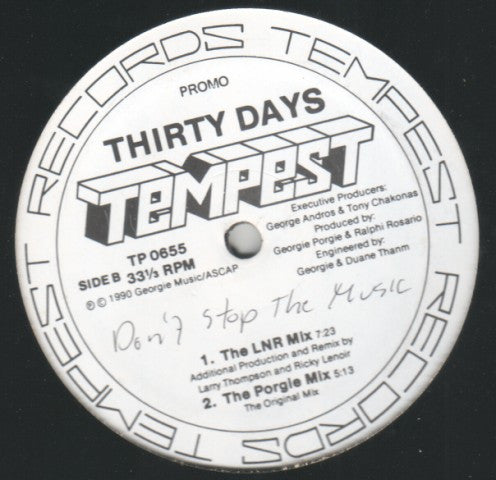 TEMPEST RECORDS TEMPEST RECORDS
PROMO
THIRTY DAYS
TEMPEST
Executive Producers:
George Andros & Tony Chakonas
Produced by:
Georgie Porgie & Ralphi Rosario
Engineered by:
Georgie & Duane Thamm
TP 0655
SIDE B 33⅓ RPM
℗ © 1990 Georgie Music/ASCAP
Don't Stop The Music
1. The LNR Mix 7:23
Additional Production and Remix by
Larry Thompson and Ricky Lenoir
2. The Porgie Mix 5:13
The Original Mix